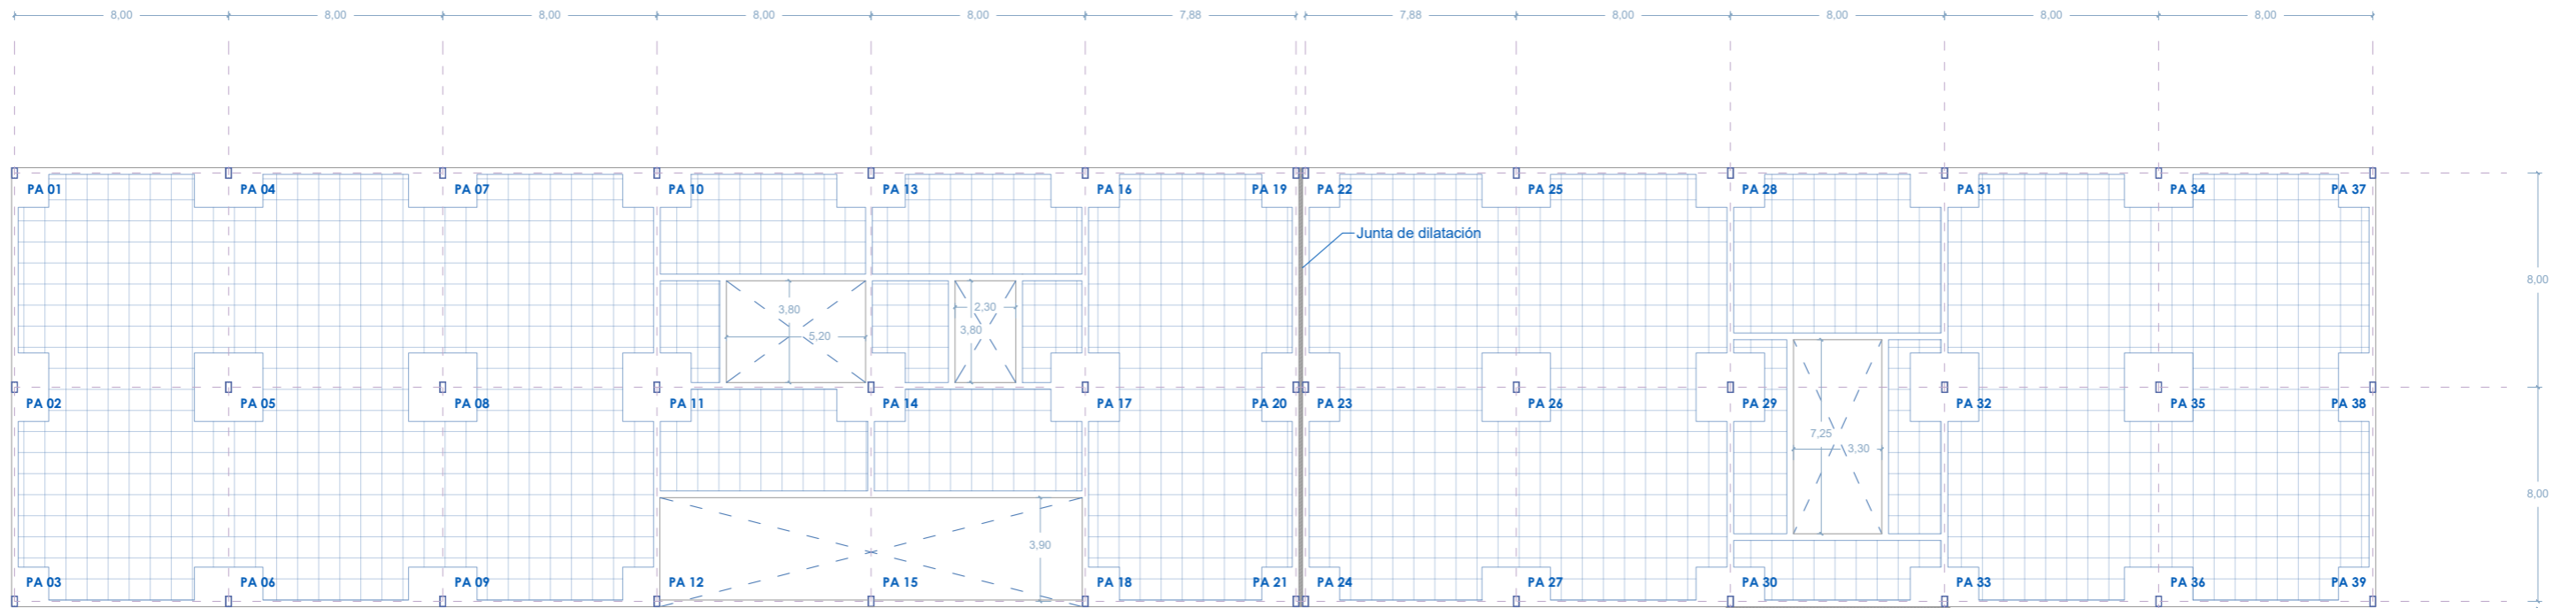 8,00 8,00 8,00 8,00 8,00 7,88 7,88 8,00 8,00 8,00 8,00
PA 01 PA 04 PA 07 PA 10 PA 13 PA 16 PA 19 PA 22 PA 25 PA 28 PA 31 PA 34 PA 37
Junta de dilatación
8,00
3,80
2,30
3,80
5,20
PA 02 PA 05 PA 08 PA 11 PA 14 PA 17 PA 20 PA 23 PA 26 PA 29 PA 32 PA 35 PA 38
7,25
3,30
8,00
3,90
PA 03 PA 06 PA 09 PA 12 PA 15 PA 18 PA 21 PA 24 PA 27 PA 30 PA 33 PA 36 PA 39